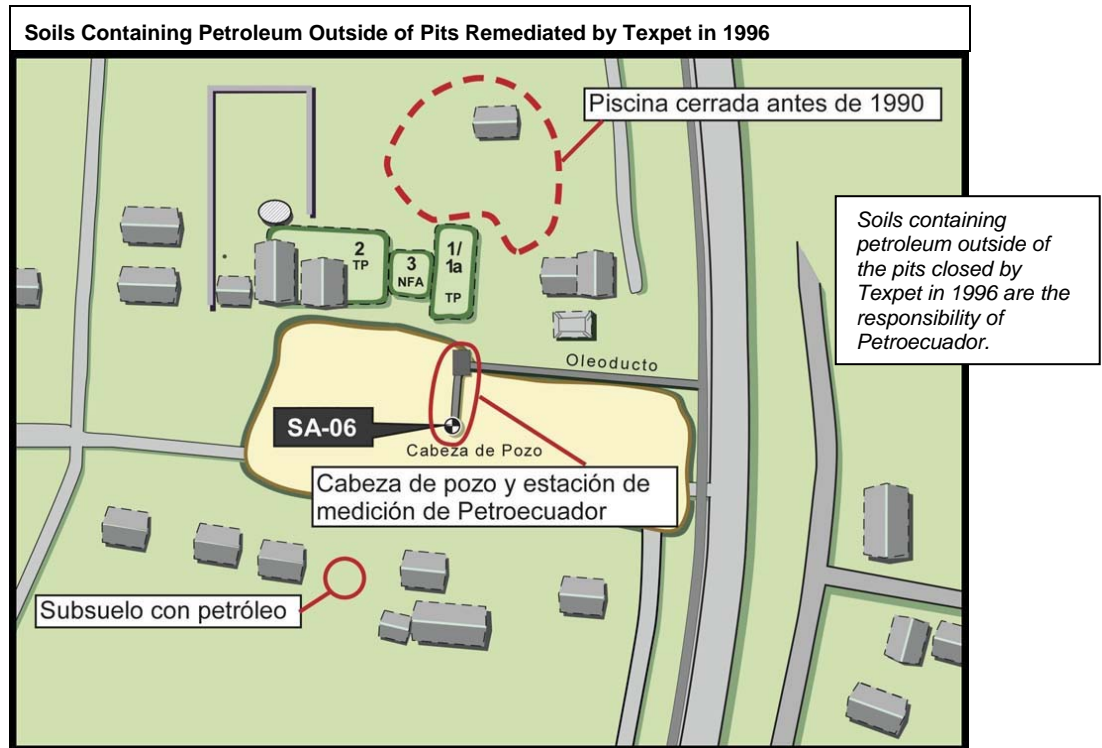 Soils Containing Petroleum Outside of Pits Remediated by Texpet in 1996
Piscina cerrada antes de 1990
Soils containing
petroleum outside of
the pits closed by
Texpet in 1996 are the
responsibility of
Petroecuador.
2
TP
3
NFA
1/
1a
TP
Oleoducto
SA-06
Cabeza de Pozo
Cabeza de pozo y estación de
medición de Petroecuador
Subsuelo con petróleo